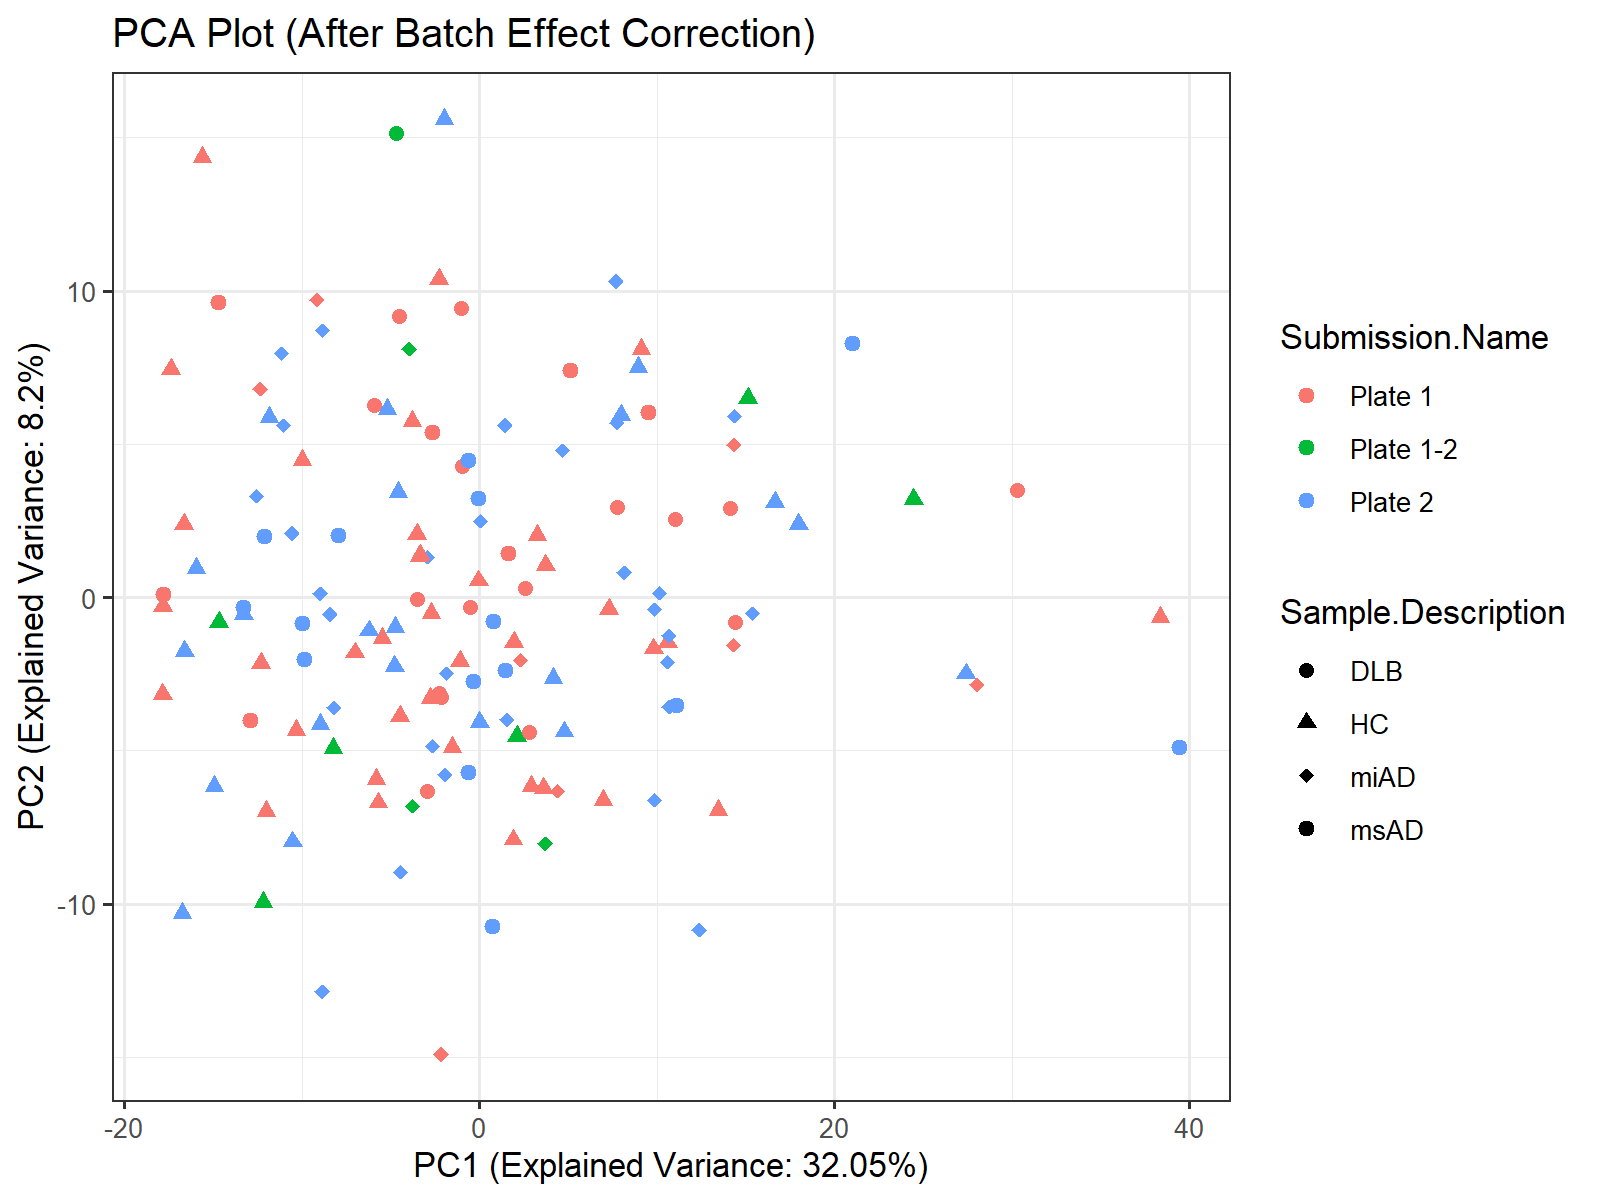 PCA Plot (After Batch Effect Correction)
PC2 (Explained Variance: 8.2%)
10
0
-10
-20
0
20
40
PC1 (Explained Variance: 32.05%)
Submission.Name
Plate 1
Plate 1-2
Plate 2
Sample.Description
DLB
HC
miAD
msAD